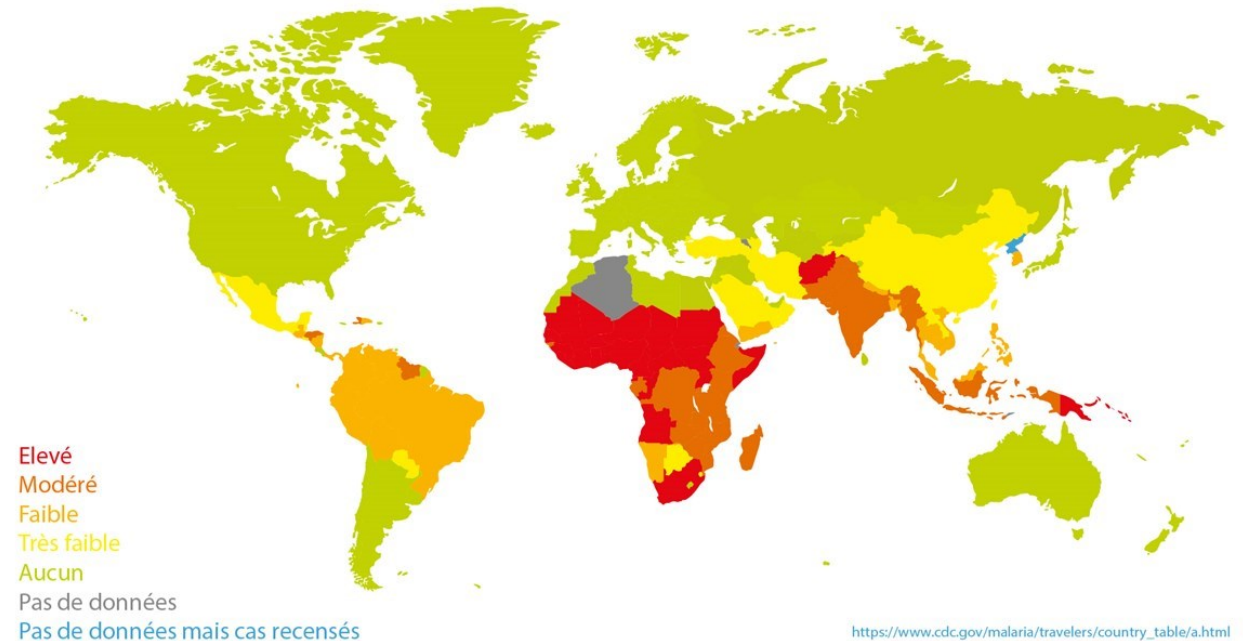 Elevé
Modéré
Faible
Très faible
Aucun
Pas de données
Pas de données mais cas recensés
https://www.cdc.gov/malaria/travelers/country_table/a.html